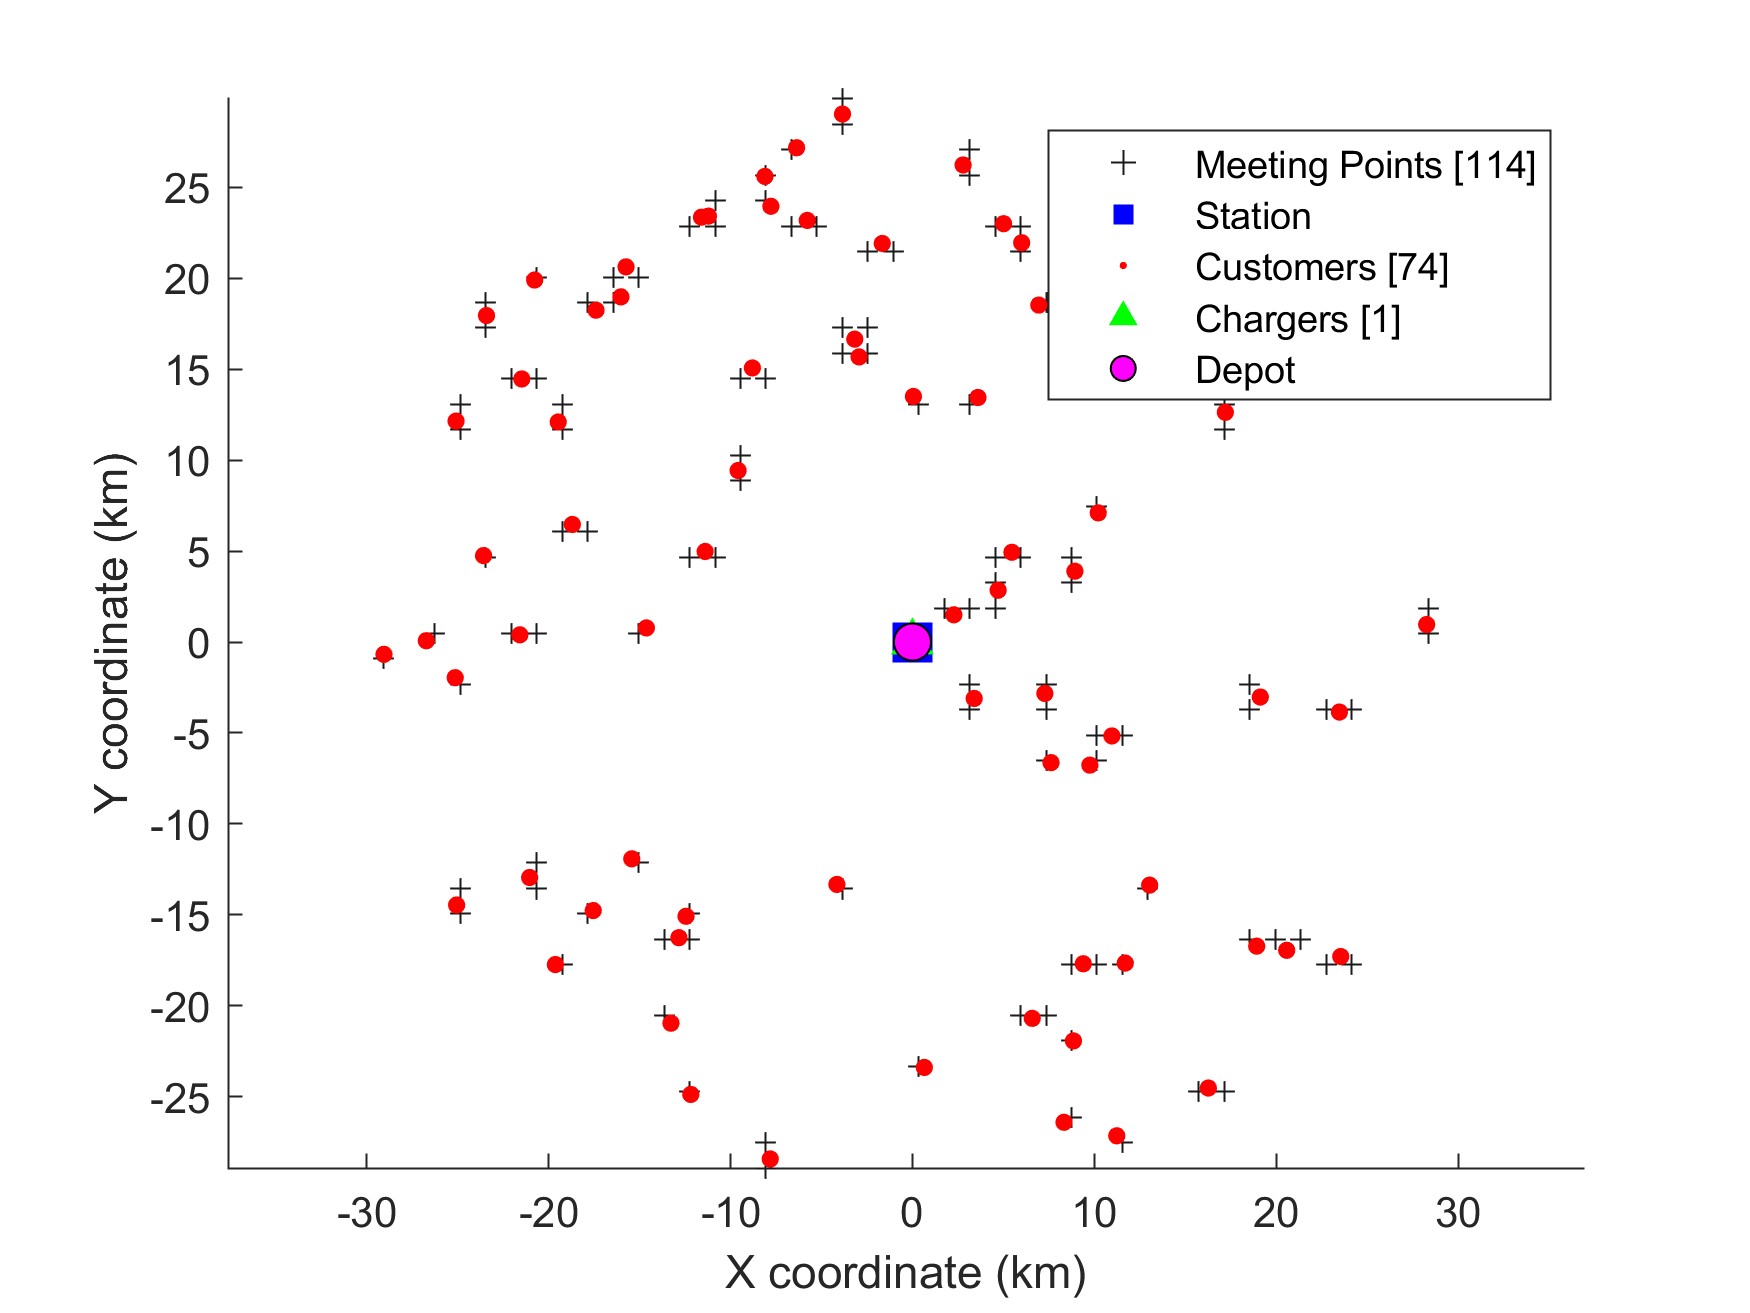 25
20
15
10
5
0
-5
-10
-15
-20
-25
Y coordinate (km)
Meeting Points [114]
Station
Customers [74]
Chargers [1]
Depot
-30
-20
-10
0
10
20
30
X coordinate (km)